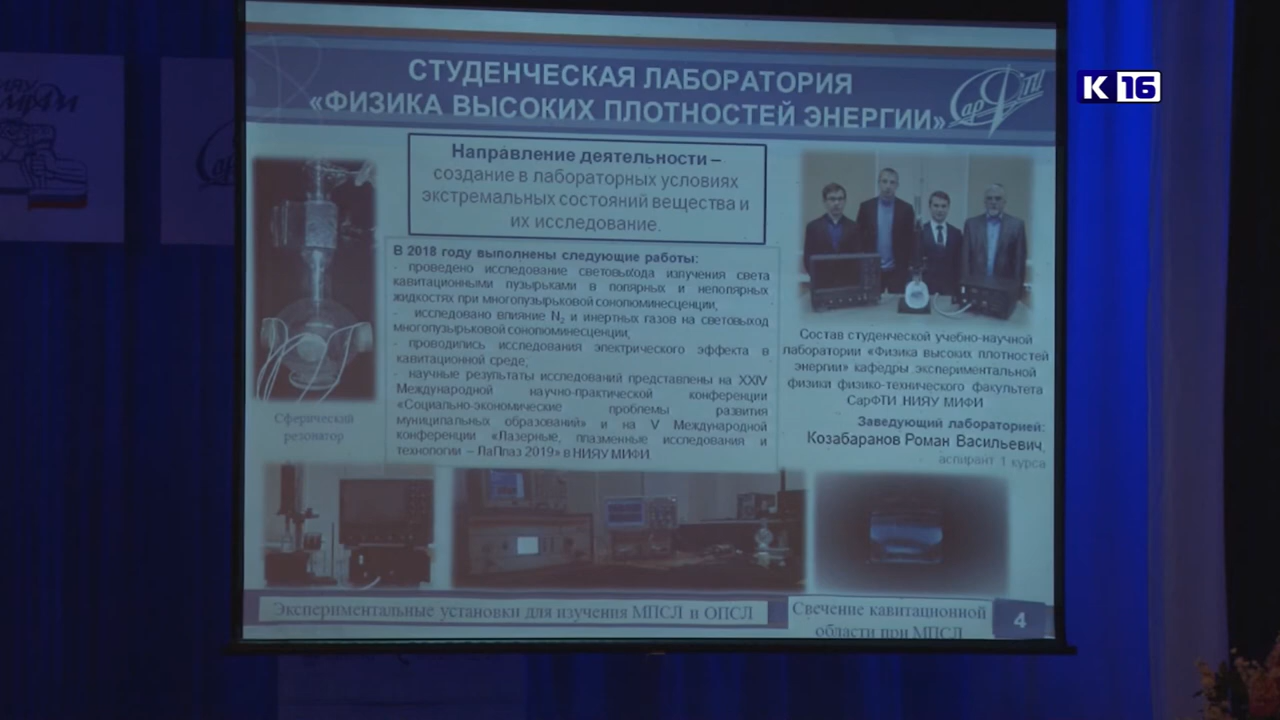 СТУДЕНЧЕСКАЯ ЛАБОРАТОРИЯ
«ФИЗИКА ВЫСОКИХ ПЛОТНОСТЕЙ ЭНЕРГИИ»
СарФТИ
К 16
НИЯУ
МИФИ
Направление деятельности –
создание в лабораторных условиях
экстремальных состояний вещества и
их исследование.
В 2018 году выполнены следующие работы:
- проведено исследование световыхода излучения света
кавитационными пузырьками в полярных и неполярных
жидкостях при многопузырьковой сонолюминесценции,
- исследовано влияние N₂ и инертных газов на световыход
многопузырьковой сонолюминесценции,
- проводились исследования электрического эффекта в
кавитационной среде;
- научные результаты исследований представлены на XXIV
Международной научно-практической конференции
«Социально-экономические проблемы развития
муниципальных образований» и на V Международной
конференции «Лазерные, плазменные исследования и
технологии – ЛаПлаз 2019» в НИЯУ МИФИ
Сферический
резонатор
Состав студенческой учебно-научной
лаборатории «Физика высоких плотностей
энергии» кафедры экспериментальной
физики физико-технического факультета
СарФТИ НИЯУ МИФИ
Заведующий лабораторией:
Козабаранов Роман Васильевич,
аспирант 1 курса
Экспериментальные установки для изучения МПСЛ и ОПСЛ
Свечение кавитационной
области при МПСЛ
4